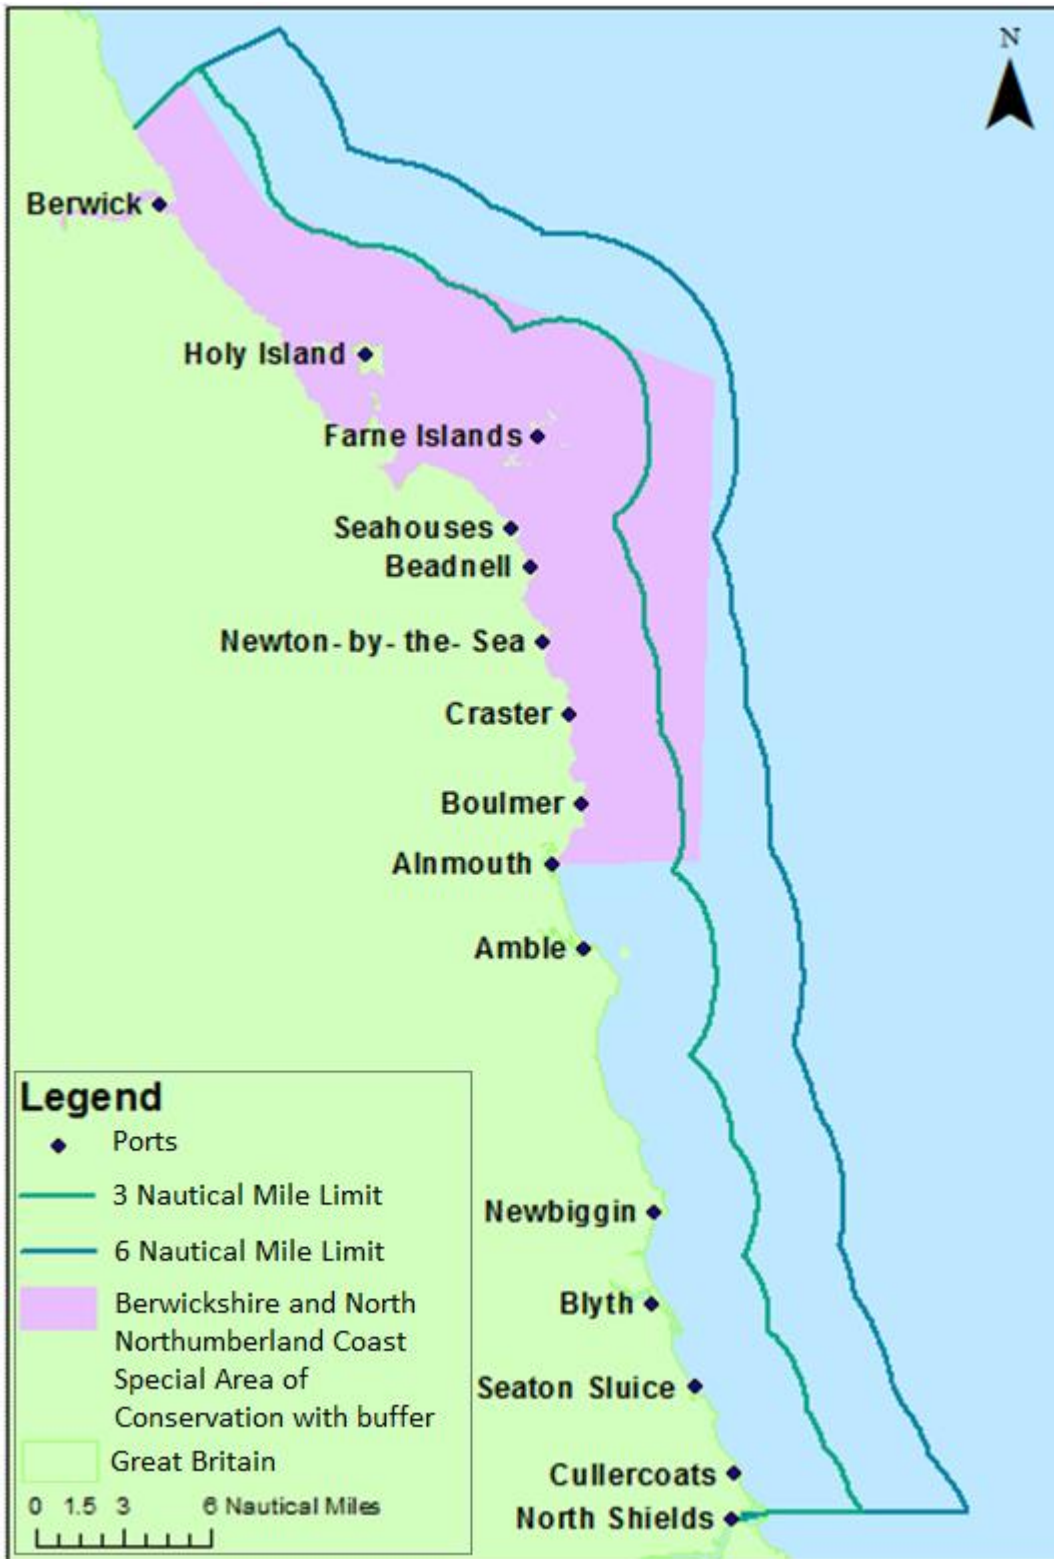 N
Berwick
Holy Island
Farne Islands
Seahouses
Beadnell
Newton-by-the-Sea
Craster
Boulmer
Alnmouth
Amble
Newbiggin
Blyth
Seaton Sluice
Cullercoats
North Shields
Legend
Ports
3 Nautical Mile Limit
6 Nautical Mile Limit
Berwickshire and North
Northumberland Coast
Special Area of
Conservation with buffer
Great Britain
0 1.5 3 6 Nautical Miles